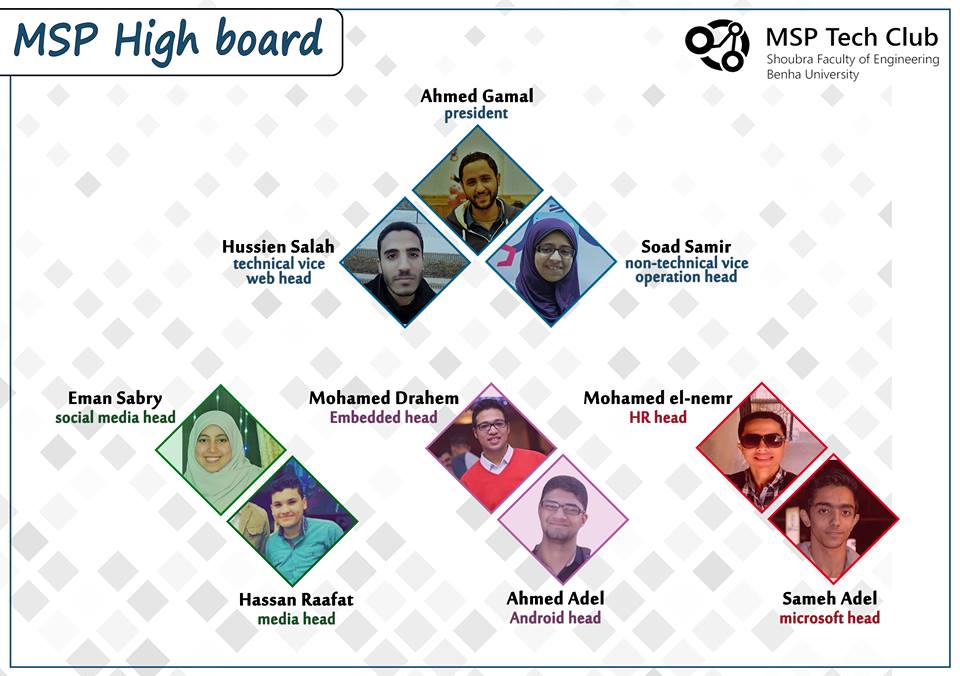 MSP High board
MSP Tech Club
Shoubra Faculty of Engineering
Benha University
Ahmed Gamal
president
Hussien Salah
technical vice
web head
Soad Samir
non-technical vice
operation head
Eman Sabry
social media head
Hassan Raafat
media head
Mohamed Drahem
Embedded head
Ahmed Adel
Android head
Mohamed el-nemr
HR head
Sameh Adel
microsoft head